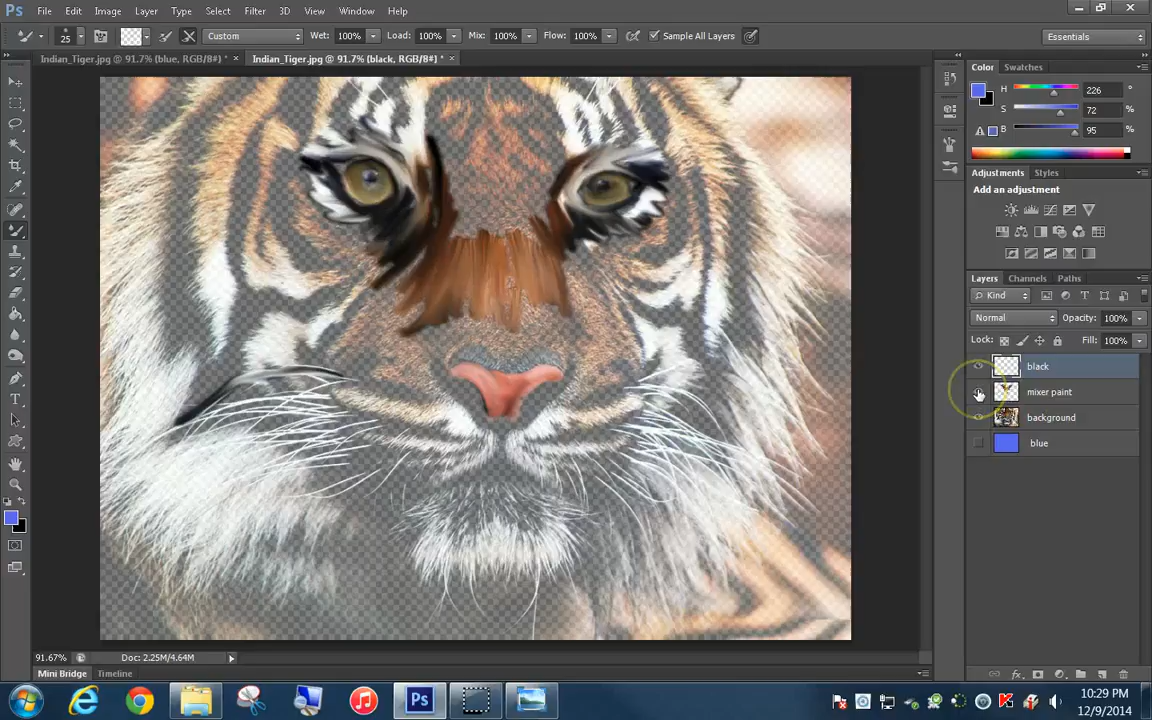 Ps File Edit Image Layer Type Select Filter 3D View Window Help
25 Custom Wet: 100% Load: 100% Mix: 100% Flow: 100% Sample All Layers Essentials
Indian_Tiger.jpg @ 91.7% (blue, RGB/8#) * × Indian_Tiger.jpg @ 91.7% (black, RGB/8#) * ×
Color Swatches
H 226 °
S 72 %
B 95 %
Adjustments Styles
Add an adjustment
Layers Channels Paths
Kind
Normal Opacity: 100%
Lock: Fill: 100%
black
mixer paint
background
blue
91.67% Doc: 2.25M/4.64M
Mini Bridge Timeline
Ps 10:29 PM
12/9/2014